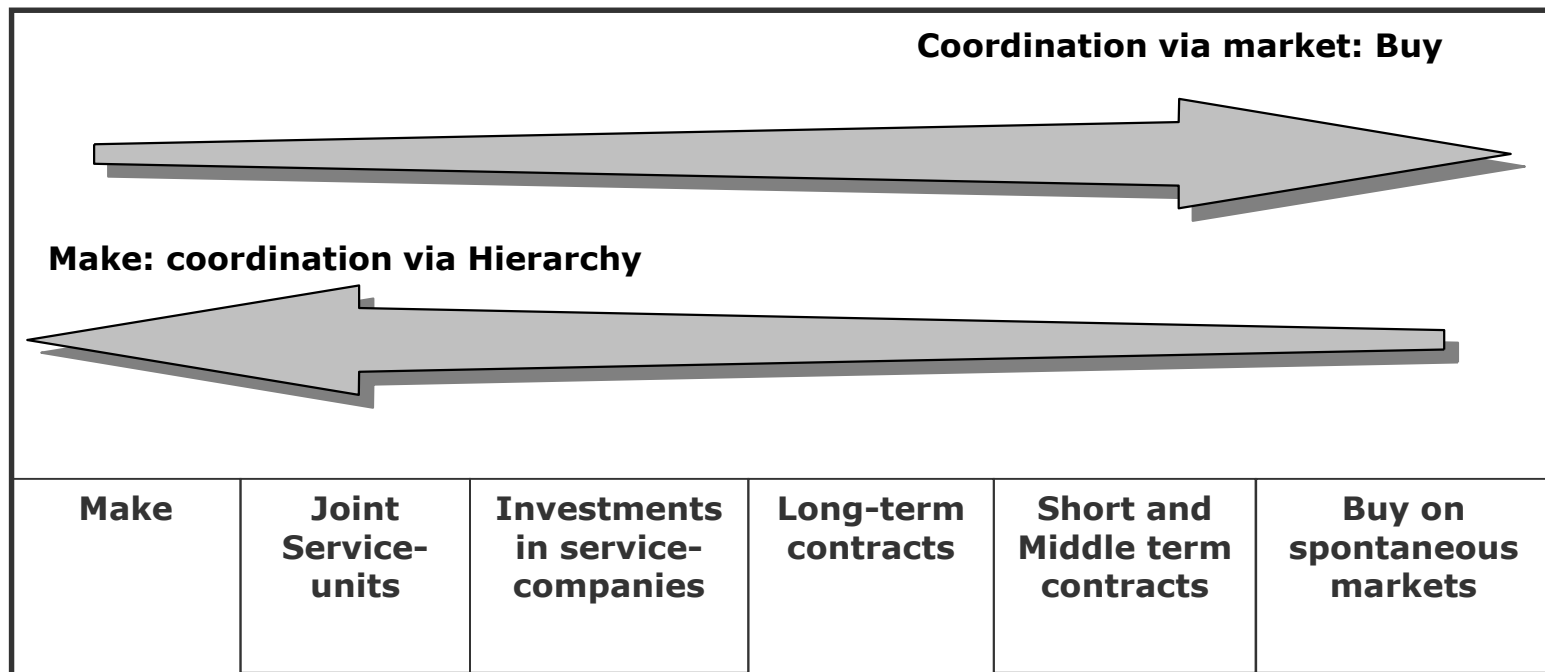 Coordination via market: Buy
Make: coordination via Hierarchy
Make
Joint
Service-
units
Investments
in service-
companies
Long-term
contracts
Short and
Middle term
contracts
Buy on
spontaneous
markets